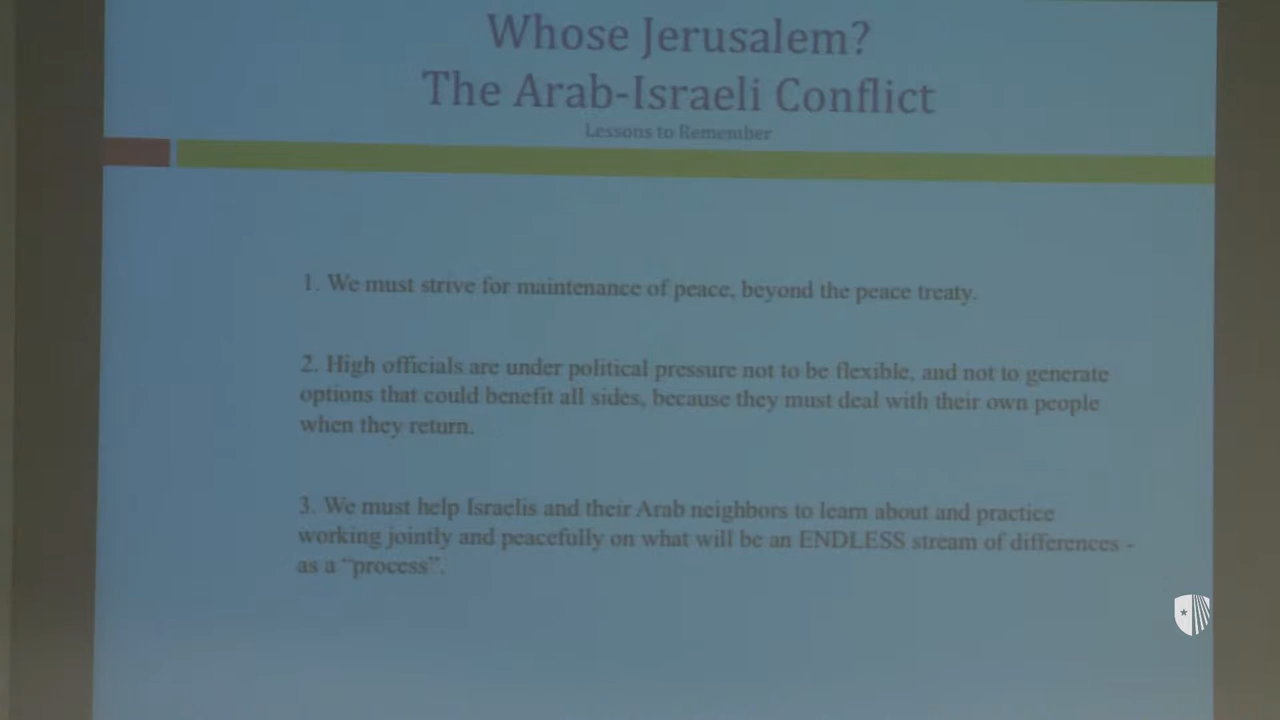 Whose Jerusalem?
The Arab-Israeli Conflict
Lessons to Remember
1. We must strive for maintenance of peace, beyond the peace treaty.
2. High officials are under political pressure not to be flexible, and not to generate
options that could benefit all sides, because they must deal with their own people
when they return.
3. We must help Israelis and their Arab neighbors to learn about and practice
working jointly and peacefully on what will be an ENDLESS stream of differences -
as a "process".